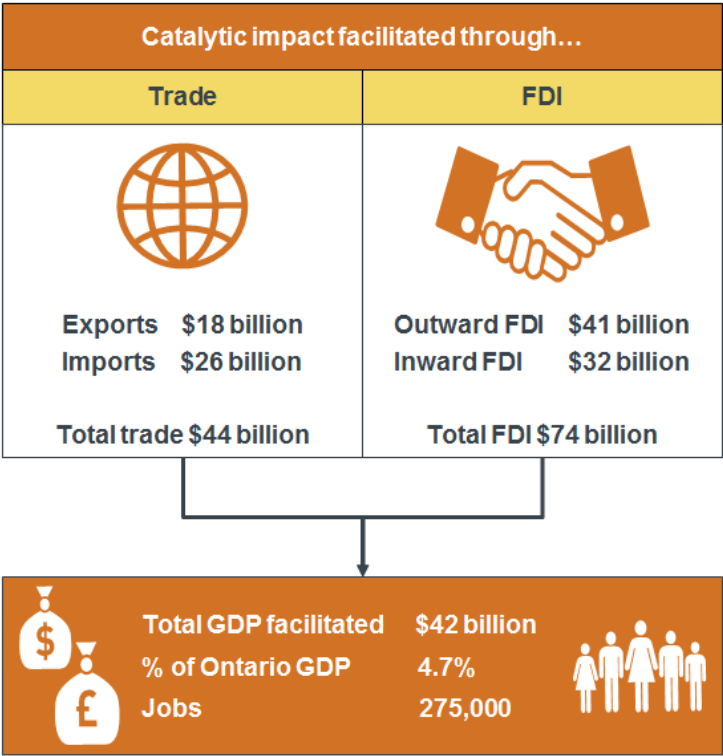 Catalytic impact facilitated through…
Trade
FDI
Exports $18 billion
Imports $26 billion
Total trade $44 billion
Outward FDI $41 billion
Inward FDI $32 billion
Total FDI $74 billion
$
£
Total GDP facilitated $42 billion
% of Ontario GDP 4.7%
Jobs 275,000